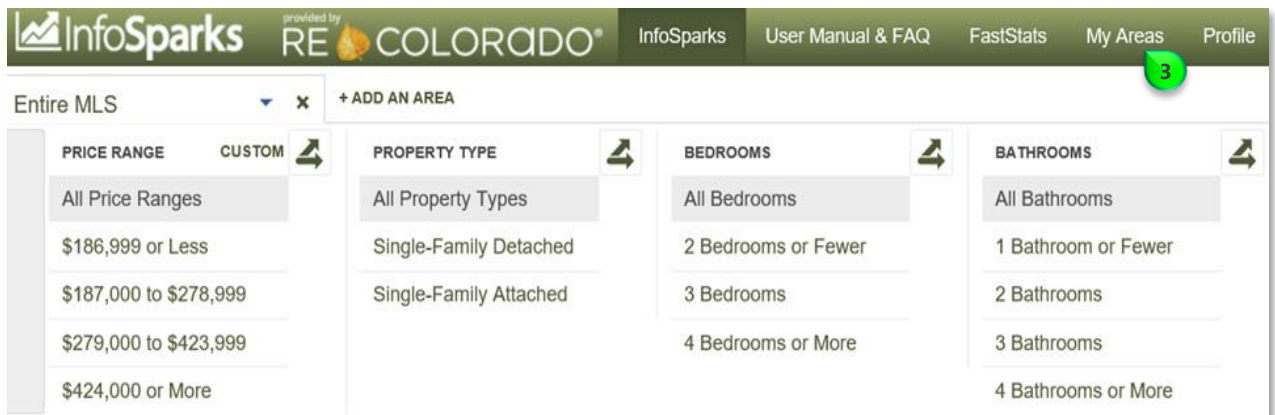 InfoSparks provided by RE COLORADO® InfoSparks User Manual & FAQ FastStats My Areas Profile
3
Entire MLS x + ADD AN AREA
PRICE RANGE CUSTOM PROPERTY TYPE BEDROOMS BATHROOMS
All Price Ranges All Property Types All Bedrooms All Bathrooms
$186,999 or Less Single-Family Detached 2 Bedrooms or Fewer 1 Bathroom or Fewer
$187,000 to $278,999 Single-Family Attached 3 Bedrooms 2 Bathrooms
$279,000 to $423,999 4 Bedrooms or More 3 Bathrooms
$424,000 or More 4 Bathrooms or More